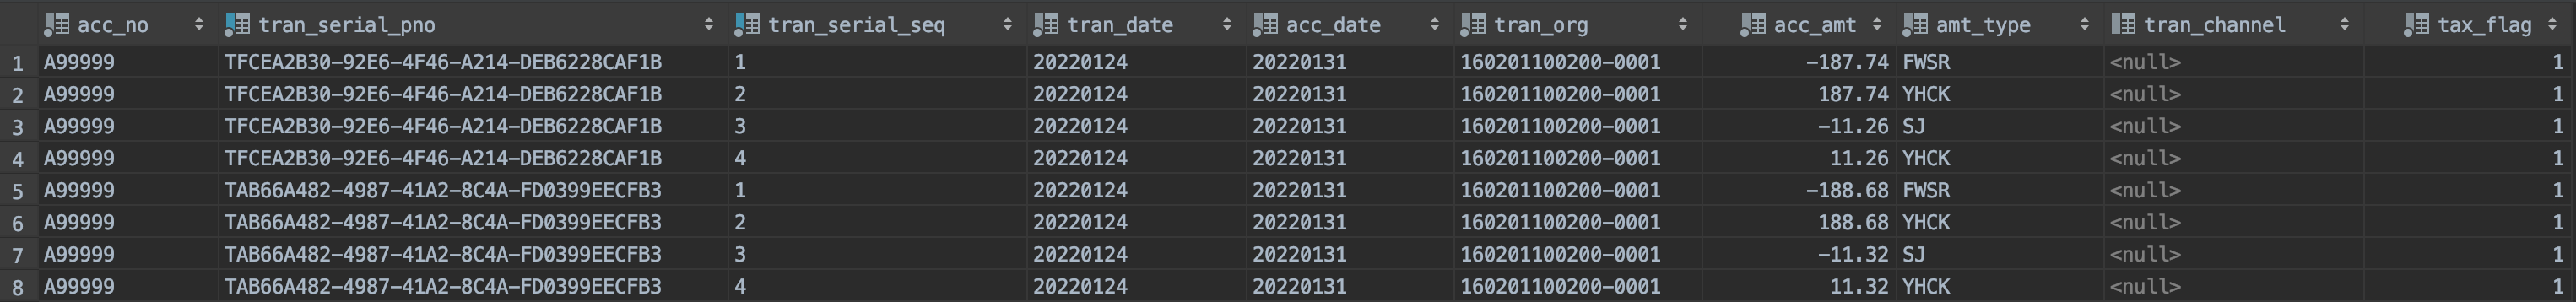 acc_no tran_serial_pno tran_serial_seq tran_date acc_date tran_org acc_amt amt_type tran_channel tax_flag
1 A99999 TFCEA2B30-92E6-4F46-A214-DEB6228CAF1B 1 20220124 20220131 160201100200-0001 -187.74 FWSR <null> 1
2 A99999 TFCEA2B30-92E6-4F46-A214-DEB6228CAF1B 2 20220124 20220131 160201100200-0001 187.74 YHCK <null> 1
3 A99999 TFCEA2B30-92E6-4F46-A214-DEB6228CAF1B 3 20220124 20220131 160201100200-0001 -11.26 SJ <null> 1
4 A99999 TFCEA2B30-92E6-4F46-A214-DEB6228CAF1B 4 20220124 20220131 160201100200-0001 11.26 YHCK <null> 1
5 A99999 TAB66A482-4987-41A2-8C4A-FD0399EECFB3 1 20220124 20220131 160201100200-0001 -188.68 FWSR <null> 1
6 A99999 TAB66A482-4987-41A2-8C4A-FD0399EECFB3 2 20220124 20220131 160201100200-0001 188.68 YHCK <null> 1
7 A99999 TAB66A482-4987-41A2-8C4A-FD0399EECFB3 3 20220124 20220131 160201100200-0001 -11.32 SJ <null> 1
8 A99999 TAB66A482-4987-41A2-8C4A-FD0399EECFB3 4 20220124 20220131 160201100200-0001 11.32 YHCK <null> 1